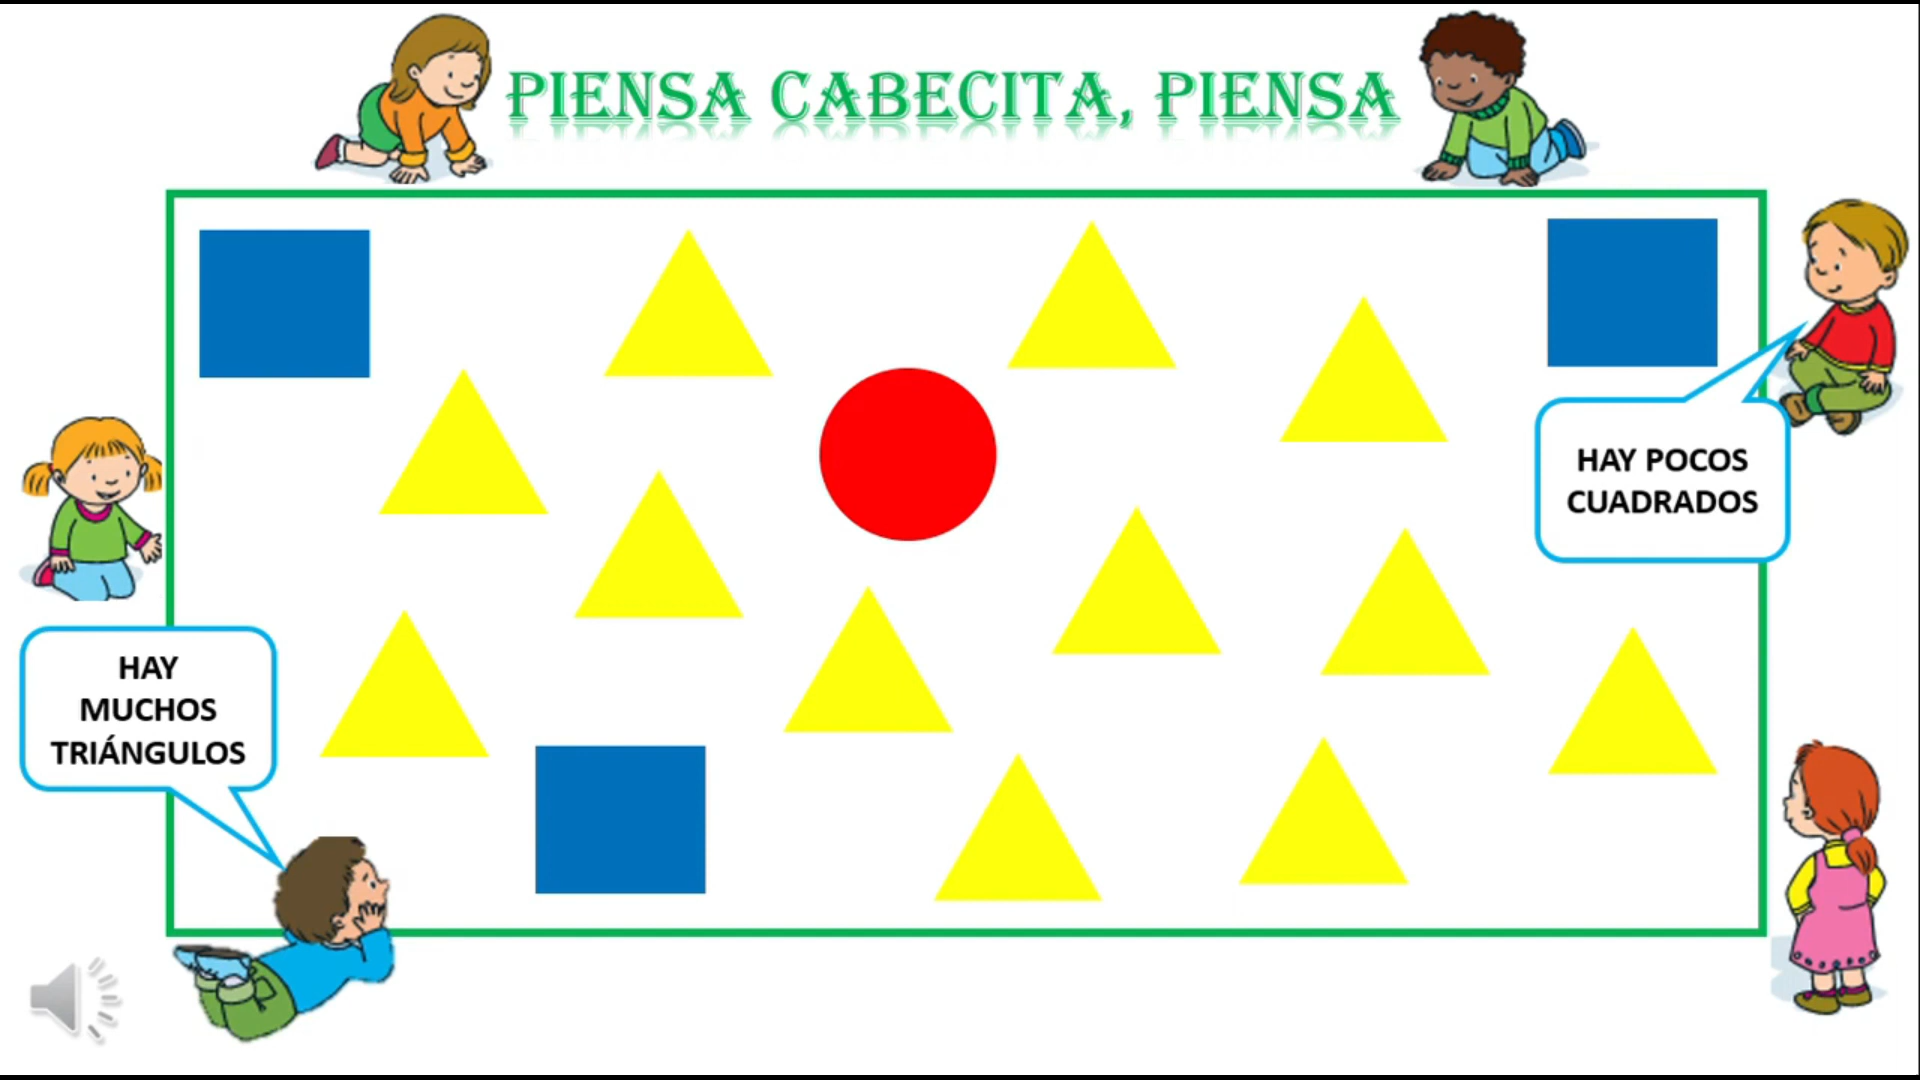 PIENSA CABECITA, PIENSA
HAY POCOS
CUADRADOS
HAY
MUCHOS
TRIÁNGULOS